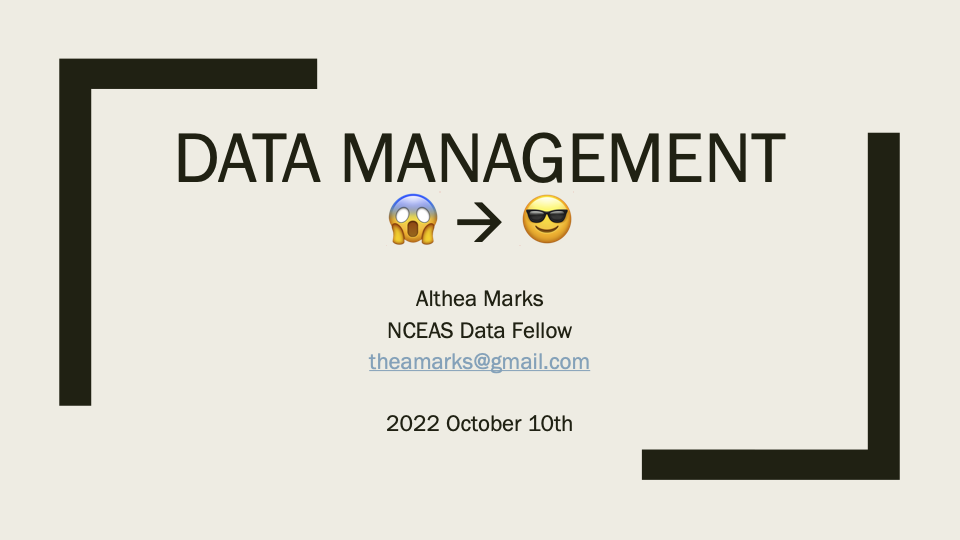 DATA MANAGEMENT
😱 → 😎
Althea Marks
NCEAS Data Fellow
theamarks@gmail.com
2022 October 10th